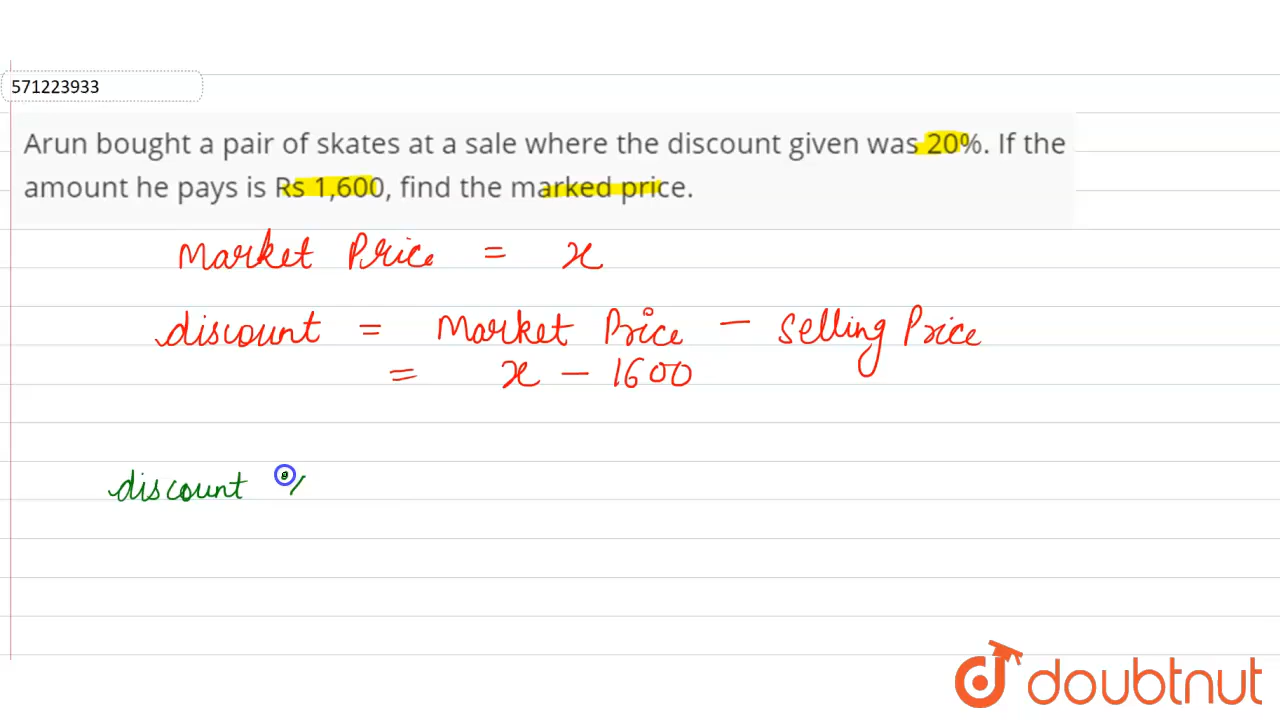 571223933
Arun bought a pair of skates at a sale where the discount given was 20%. If the
amount he pays is Rs 1,600, find the marked price.
Market Price = x
discount = Market Price - Selling Price
= x - 1600
discount %
doubtnut